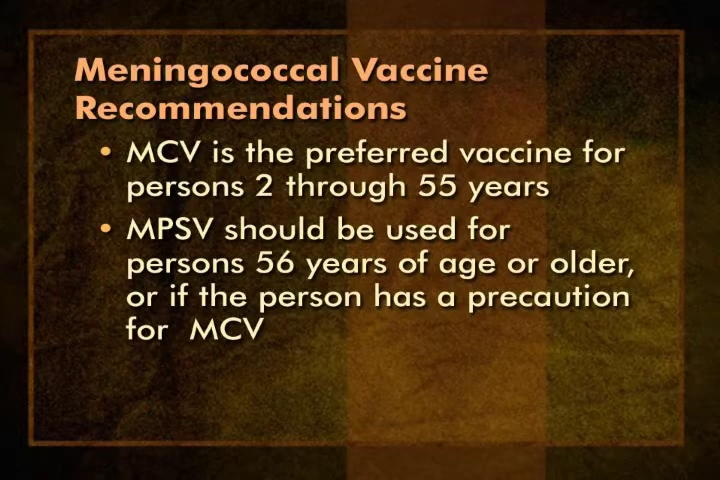 Meningococcal Vaccine
Recommendations
• MCV is the preferred vaccine for
persons 2 through 55 years
• MPSV should be used for
persons 56 years of age or older,
or if the person has a precaution
for MCV